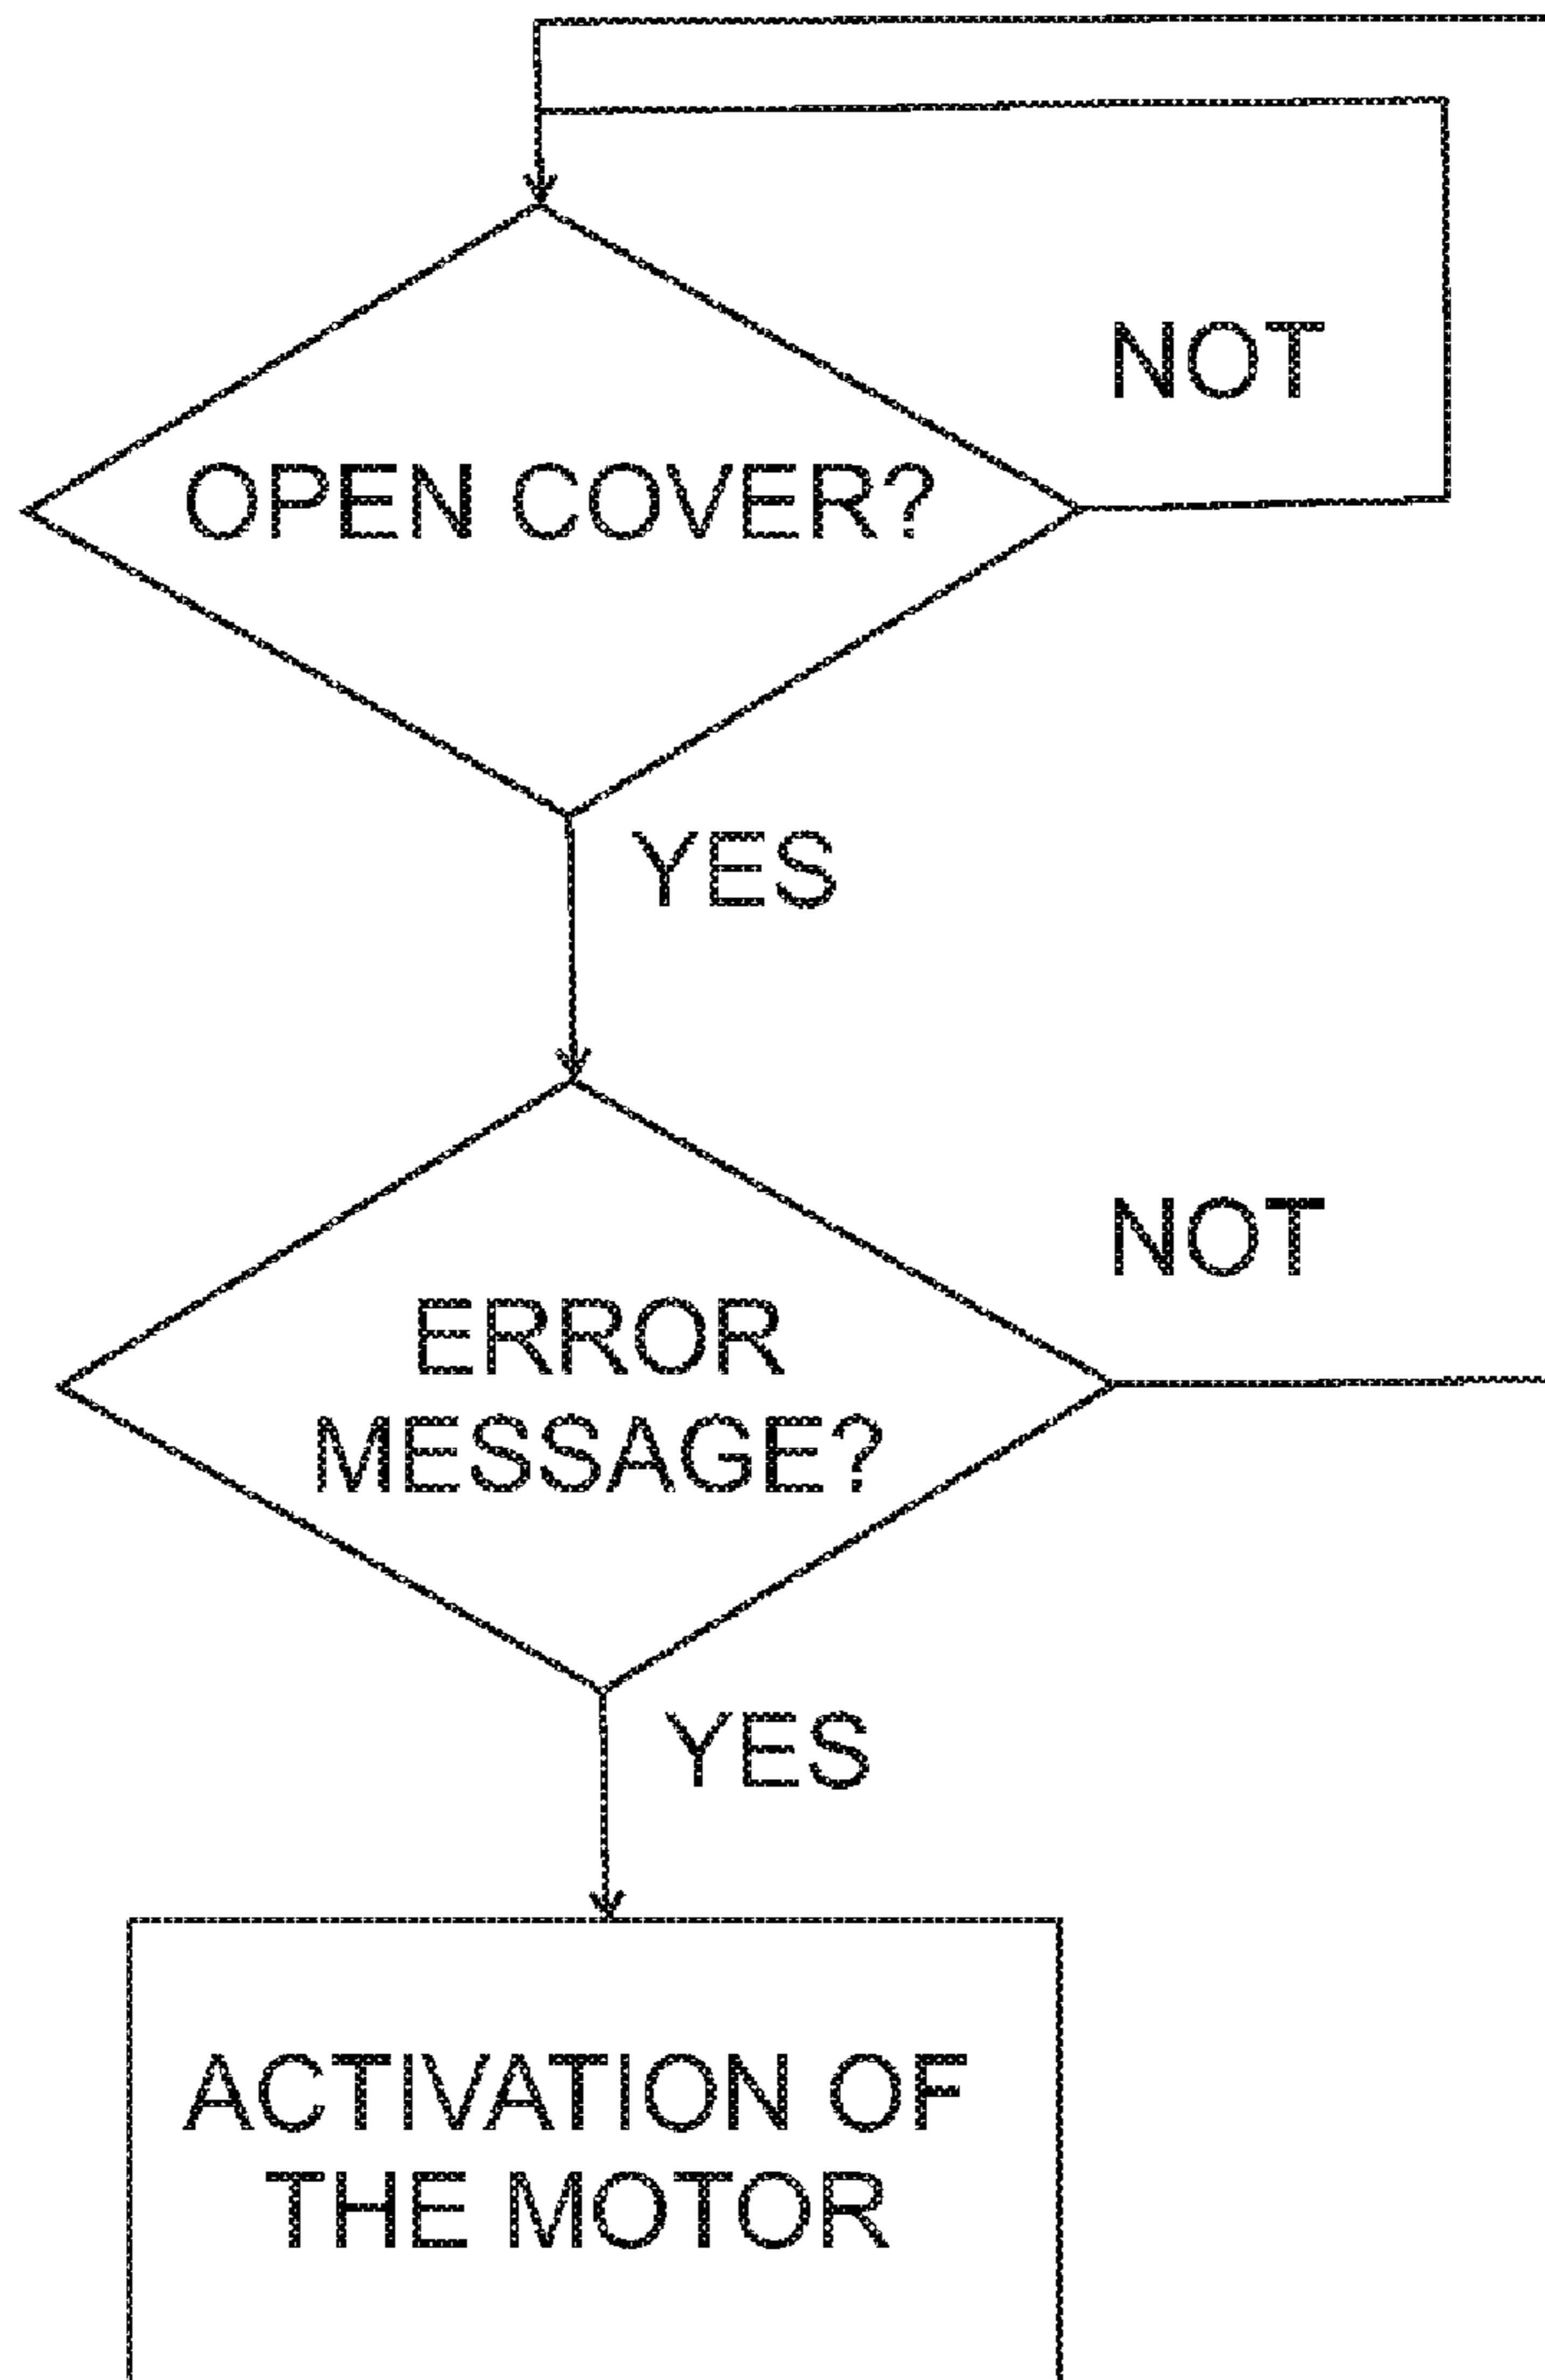 NOT
OPEN COVER?
YES
NOT
ERROR
MESSAGE?
YES
ACTIVATION OF
THE MOTOR